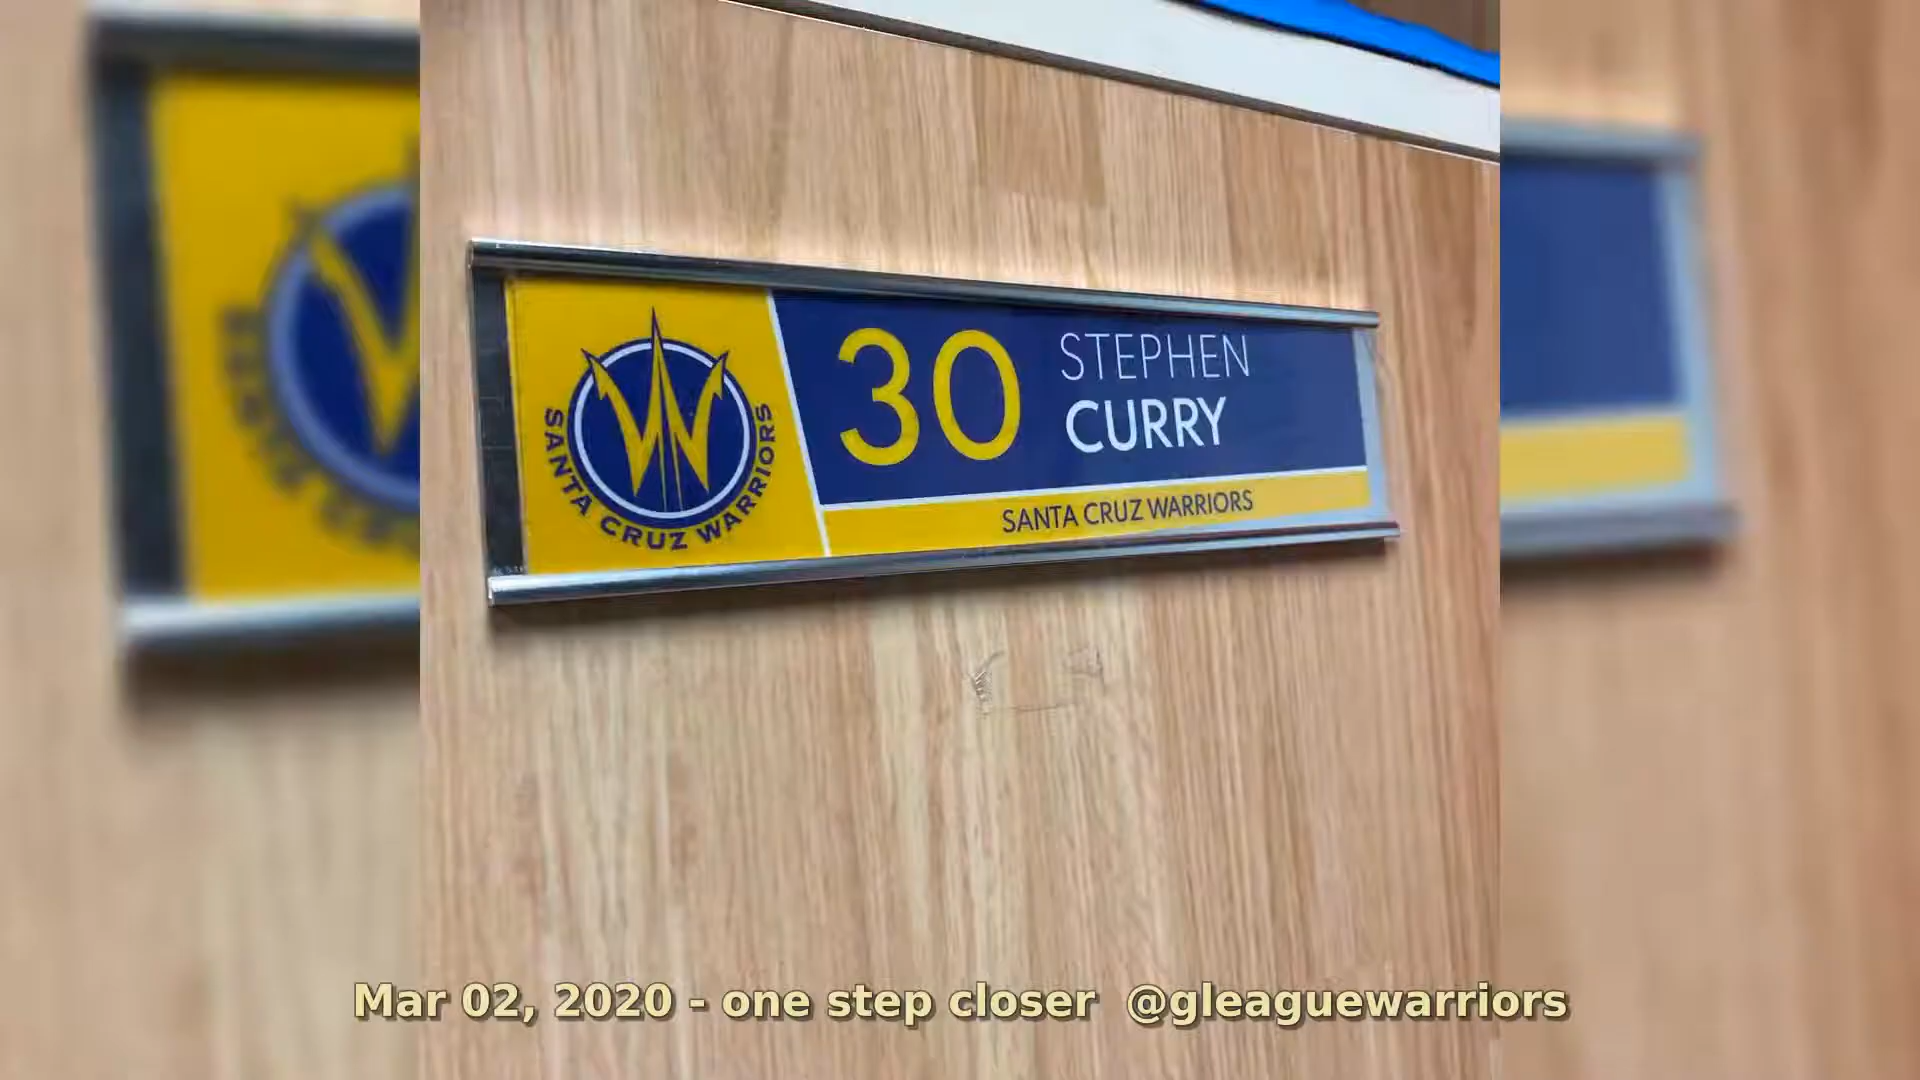 SANTA CRUZ WARRIORS
30
STEPHEN
CURRY
SANTA CRUZ WARRIORS
Mar 02, 2020 - one step closer @gleaguewarriors